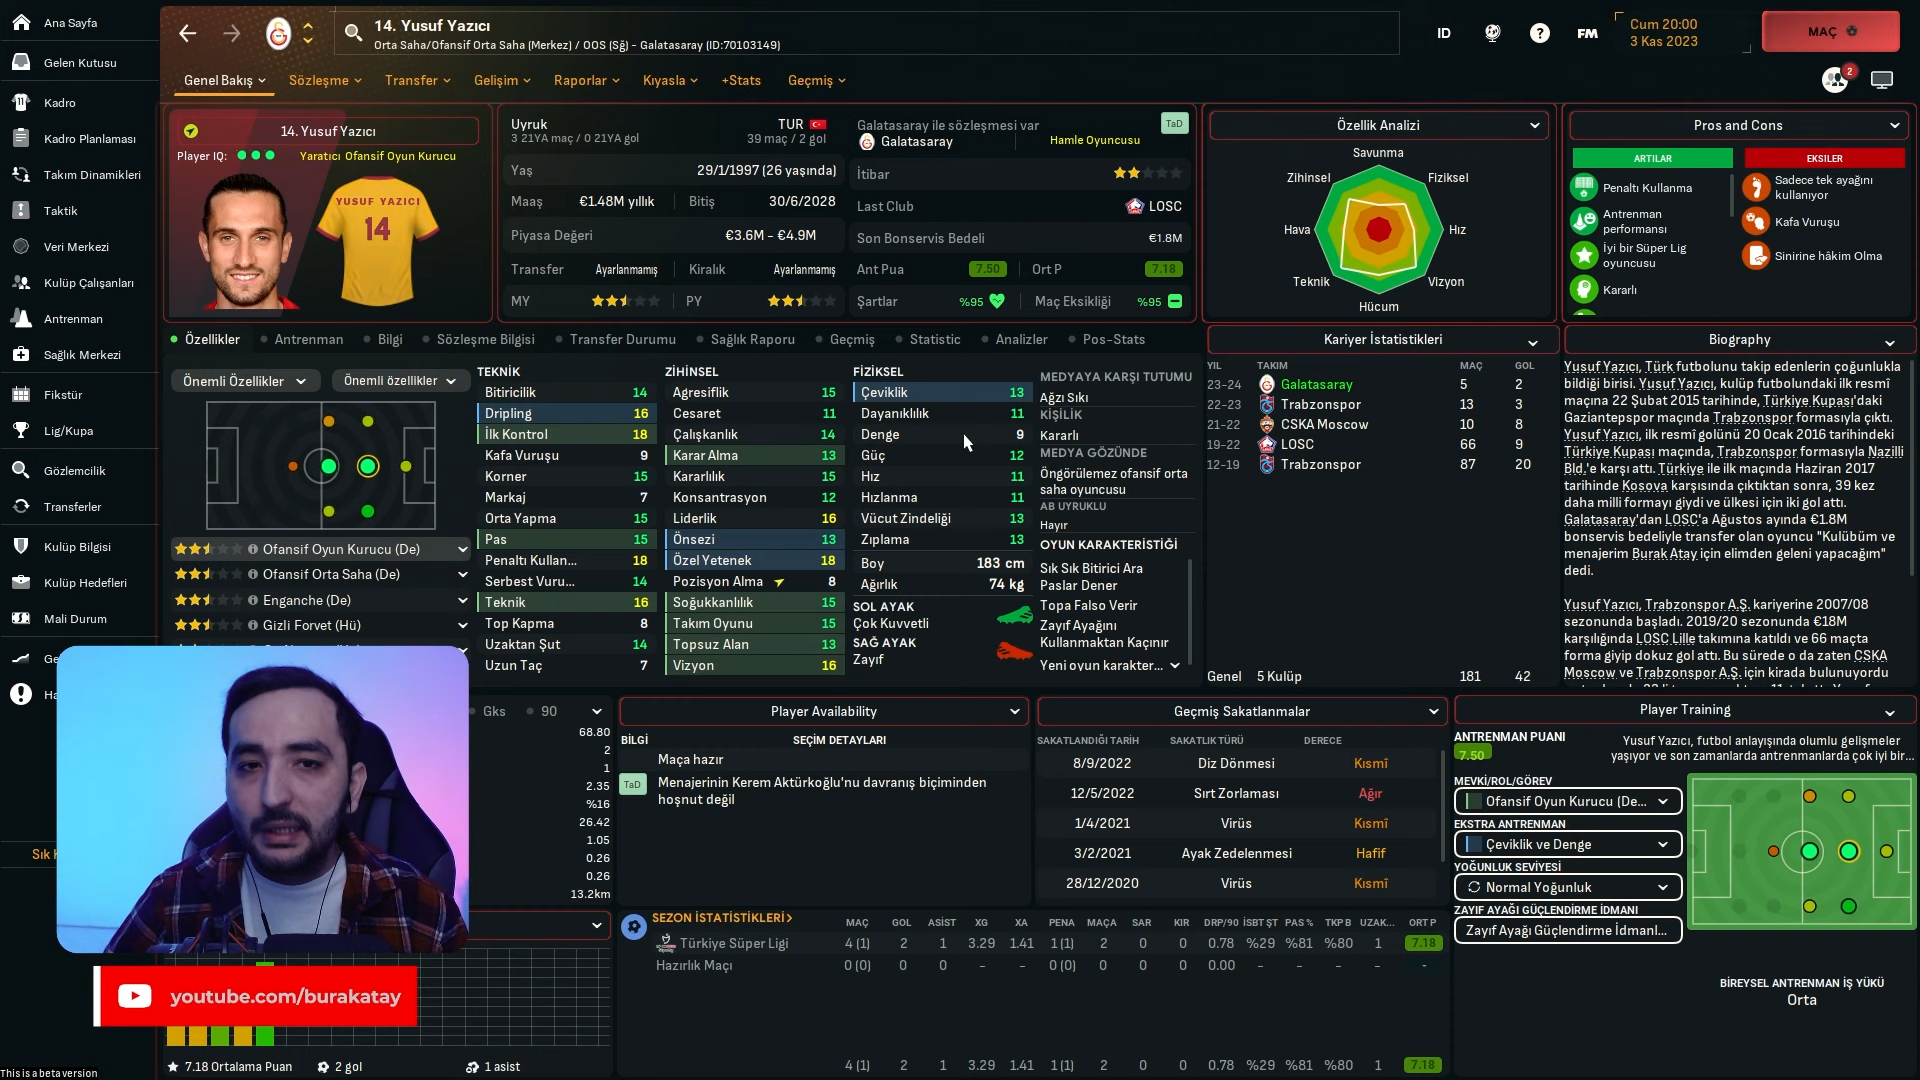 Ana Sayfa
Gelen Kutusu
Kadro
Kadro Planlaması
Takım Dinamikleri
Taktik
Veri Merkezi
Kulüp Çalışanları
Antrenman
Sağlık Merkezi
Fikstür
Lig/Kupa
Gözlemcilik
Transferler
Kulüp Bilgisi
Kulüp Hedefleri
Mali Durum
14. Yusuf Yazıcı
Orta Saha/Ofansif Orta Saha (Merkez) / OOS (Sğ) - Galatasaray (ID:70103149)
ID
FM
Cum 20:00
3 Kas 2023
MAÇ
Genel Bakış
Sözleşme
Transfer
Gelişim
Raporlar
Kıyasla
+Stats
Geçmiş
2
14. Yusuf Yazıcı
Player IQ:
Yaratıcı Ofansif Oyun Kurucu
YUSUF YAZICI
14
Uyruk
3 21YA maç / 0 21YA gol
TUR
39 maç / 2 gol
Yaş 29/1/1997 (26 yaşında)
Maaş €1.48M yıllık Bitiş 30/6/2028
Piyasa Değeri €3.6M - €4.9M
Transfer Ayarlanmamış Kiralık Ayarlanmamış
MY PY
Galatasaray ile sözleşmesi var
Galatasaray
Hamle Oyuncusu
TaD
İtibar
Last Club LOSC
Son Bonservis Bedeli €1.8M
Ant Pua 7.50 Ort P 7.18
Şartlar %95 Maç Eksikliği %95
Özellik Analizi
Savunma
Zihinsel
Fiziksel
Hava
Hız
Teknik
Vizyon
Hücum
Pros and Cons
ARTILAR
EKSILER
Penaltı Kullanma
Antrenman performansı
İyi bir Süper Lig oyuncusu
Kararlı
Sadece tek ayağını kullanıyor
Kafa Vuruşu
Sinirine hâkim Olma
Özellikler
Antrenman
Bilgi
Sözleşme Bilgisi
Transfer Durumu
Sağlık Raporu
Geçmiş
Statistic
Analizler
Pos-Stats
Önemli Özellikler
Önemli özellikler
Ofansif Oyun Kurucu (De)
Ofansif Orta Saha (De)
Enganche (De)
Gizli Forvet (Hü)
TEKNİK
Bitiricilik 14
Dripling 16
İlk Kontrol 18
Kafa Vuruşu 9
Korner 15
Markaj 7
Orta Yapma 15
Pas 15
Penaltı Kullan... 18
Serbest Vuru... 14
Teknik 16
Top Kapma 8
Uzaktan Şut 14
Uzun Taç 7
ZİHİNSEL
Agresiflik 15
Cesaret 11
Çalışkanlık 14
Karar Alma 13
Kararlılık 15
Konsantrasyon 12
Liderlik 16
Önsezi 13
Özel Yetenek 18
Pozisyon Alma 8
Soğukkanlılık 15
Takım Oyunu 15
Topsuz Alan 13
Vizyon 16
FİZİKSEL
Çeviklik 13
Dayanıklılık 11
Denge 9
Güç 12
Hız 11
Hızlanma 11
Vücut Zindeliği 13
Zıplama 13
Boy 183 cm
Ağırlık 74 kg
SOL AYAK
Çok Kuvvetli
SAĞ AYAK
Zayıf
MEDYAYA KARŞI TUTUMU
Ağzı Sıkı
KİŞİLİK
Kararlı
MEDYA GÖZÜNDE
Öngörülemez ofansif orta
saha oyuncusu
AB UYRUKLU
Hayır
OYUN KARAKTERİSTİĞİ
Sık Sık Bitirici Ara
Paslar Dener
Topa Falso Verir
Zayıf Ayağını
Kullanmaktan Kaçınır
Yeni oyun karakter...
Kariyer İstatistikleri
YIL TAKIM MAÇ GOL
23-24 Galatasaray 5 2
22-23 Trabzonspor 13 3
21-22 CSKA Moscow 10 8
19-22 LOSC 66 9
12-19 Trabzonspor 87 20
Genel 5 Kulüp 181 42
Biography
Yusuf Yazıcı, Türk futbolunu takip edenlerin çoğunlukla
bildiği birisi. Yusuf Yazıcı, kulüp futbolundaki ilk resmî
maçına 22 Şubat 2015 tarihinde, Türkiye Kupası'daki
Gaziantepspor maçında Trabzonspor formasıyla çıktı.
Yusuf Yazıcı, ilk resmî golünü 20 Ocak 2016 tarihindeki
Türkiye Kupası maçında, Trabzonspor formasıyla Nazilli
Bld.'e karşı attı. Türkiye ile ilk maçında Haziran 2017
tarihinde Kosova karşısında çıktıktan sonra, 39 kez
daha milli formayı giydi ve ülkesi için iki gol attı.
Galatasaray'dan LOSC'a Ağustos ayında €1.8M
bonservis bedeliyle transfer olan oyuncu "Kulübüm ve
menajerim Burak Atay için elimden geleni yapacağım"
dedi.
Yusuf Yazıcı, Trabzonspor A.Ş. kariyerine 2007/08
sezonunda başladı. 2019/20 sezonunda €18M
karşılığında LOSC Lille takımına katıldı ve 66 maçta
forma giyip dokuz gol attı. Bu sürede o da zaten CSKA
Moscow ve Trabzonspor A.Ş. için kirada bulunuyordu
Gks
90
68.80
2
1
2.35
%16
26.42
1.05
0.26
0.26
13.2km
Player Availability
BİLGİ SEÇİM DETAYLARI
Maça hazır
TaD
Menajerinin Kerem Aktürkoğlu'nu davranış biçiminden
hoşnut değil
Geçmiş Sakatlanmalar
SAKATLANDIĞI TARİH SAKATLIK TÜRÜ DERECE
8/9/2022 Diz Dönmesi Kısmî
12/5/2022 Sırt Zorlaması Ağır
1/4/2021 Virüs Kısmî
3/2/2021 Ayak Zedelenmesi Hafif
28/12/2020 Virüs Kısmî
Player Training
ANTRENMAN PUANI
7.50
Yusuf Yazıcı, futbol anlayışında olumlu gelişmeler
yaşıyor ve son zamanlarda antrenmanlarda çok iyi bir...
MEVKİ/ROL/GÖREV
Ofansif Oyun Kurucu (De...
EKSTRA ANTRENMAN
Çeviklik ve Denge
YOĞUNLUK SEVİYESİ
Normal Yoğunluk
ZAYIF AYAĞI GÜÇLENDİRME İDMANI
Zayıf Ayağı Güçlendirme İdmanl...
BİREYSEL ANTRENMAN İŞ YÜKÜ
Orta
SEZON İSTATİSTİKLERİ> MAÇ GOL ASİST XG XA PENA MAÇA SAR KIR DRP/90 İSBT ŞT PAS % TKP B UZAK... ORT P
Türkiye Süper Ligi 4 (1) 2 1 3.29 1.41 1 (1) 2 0 0 0.78 %29 %81 %80 1 7.18
Hazırlık Maçı 0 (0) 0 0 - - 0 (0) 0 0 0 0.00 - - - - -
4 (1) 2 1 3.29 1.41 1 (1) 2 0 0 0.78 %29 %81 %80 1 7.18
youtube.com/burakatay
7.18 Ortalama Puan
2 gol
1 asist
This is a beta version